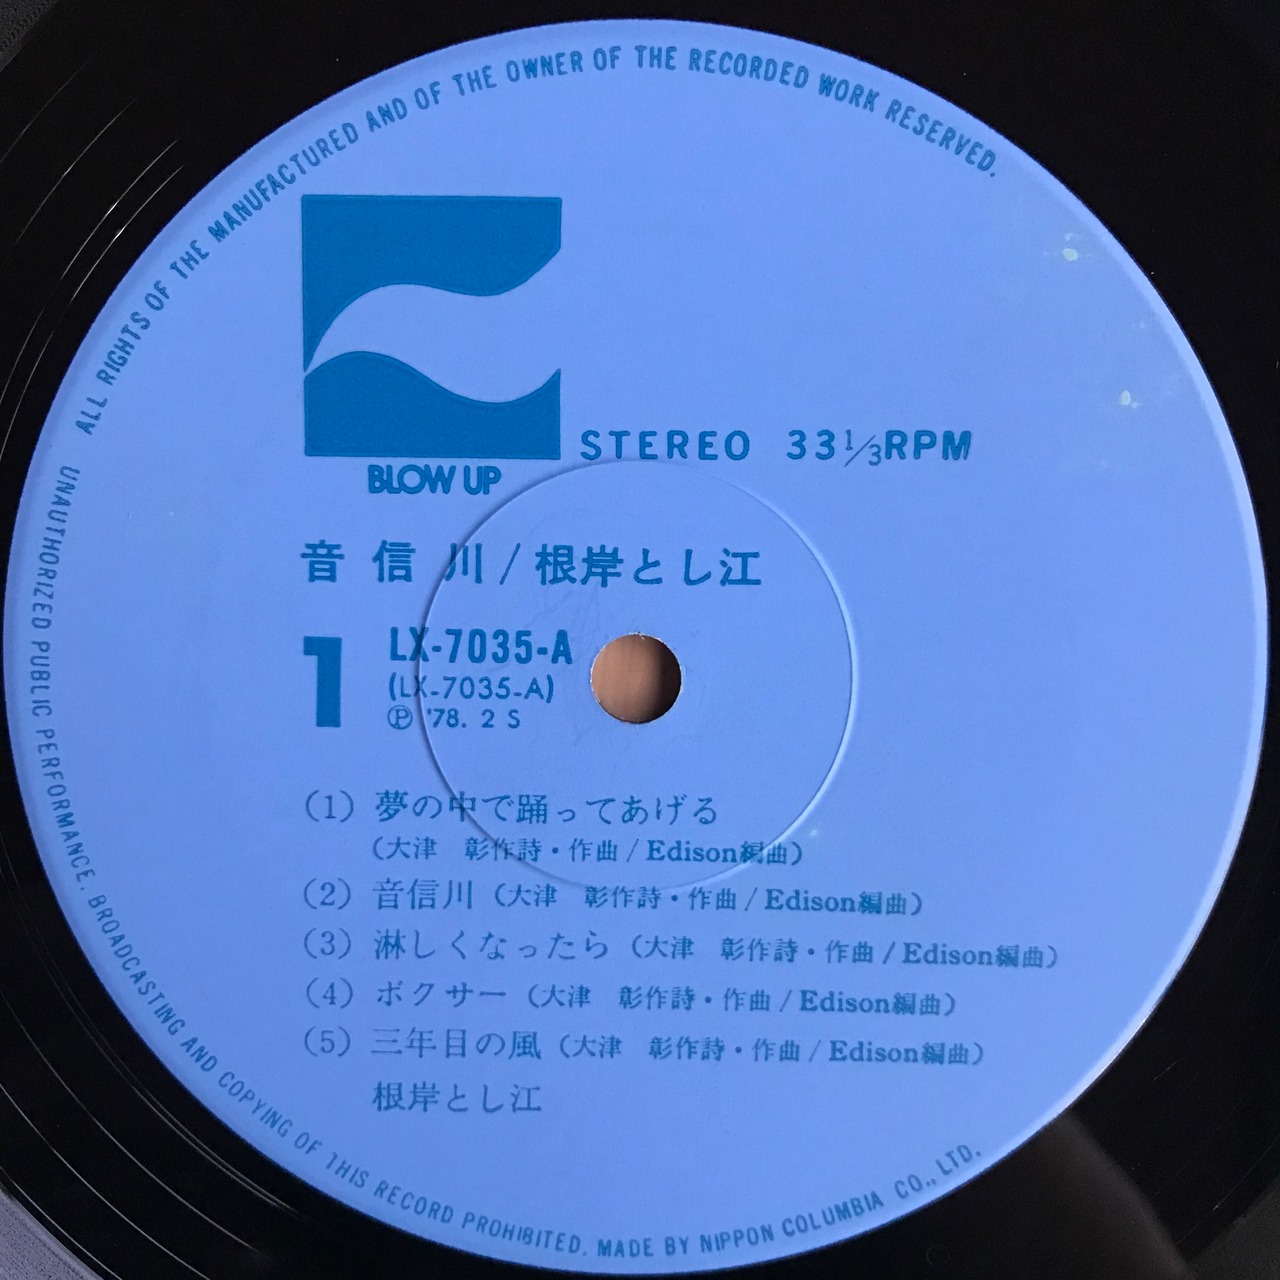 ALL RIGHTS OF THE MANUFACTURED AND OF THE OWNER OF THE RECORDED WORK RESERVED.
UNAUTHORIZED PUBLIC PERFORMANCE, BROADCASTING AND COPYING OF THIS RECORD PROHIBITED. MADE BY NIPPON COLUMBIA CO., LTD.
STEREO 33 1/3 RPM
BLOW UP
音信川/根岸とし江
1
LX-7035-A
(LX-7035-A)
Ⓟ '78. 2 S
(1) 夢の中で踊ってあげる
(大津 彰作詩・作曲/Edison編曲)
(2) 音信川 (大津 彰作詩・作曲/Edison編曲)
(3) 淋しくなったら (大津 彰作詩・作曲/Edison編曲)
(4) ボクサー (大津 彰作詩・作曲/Edison編曲)
(5) 三年目の風 (大津 彰作詩・作曲/Edison編曲)
根岸とし江